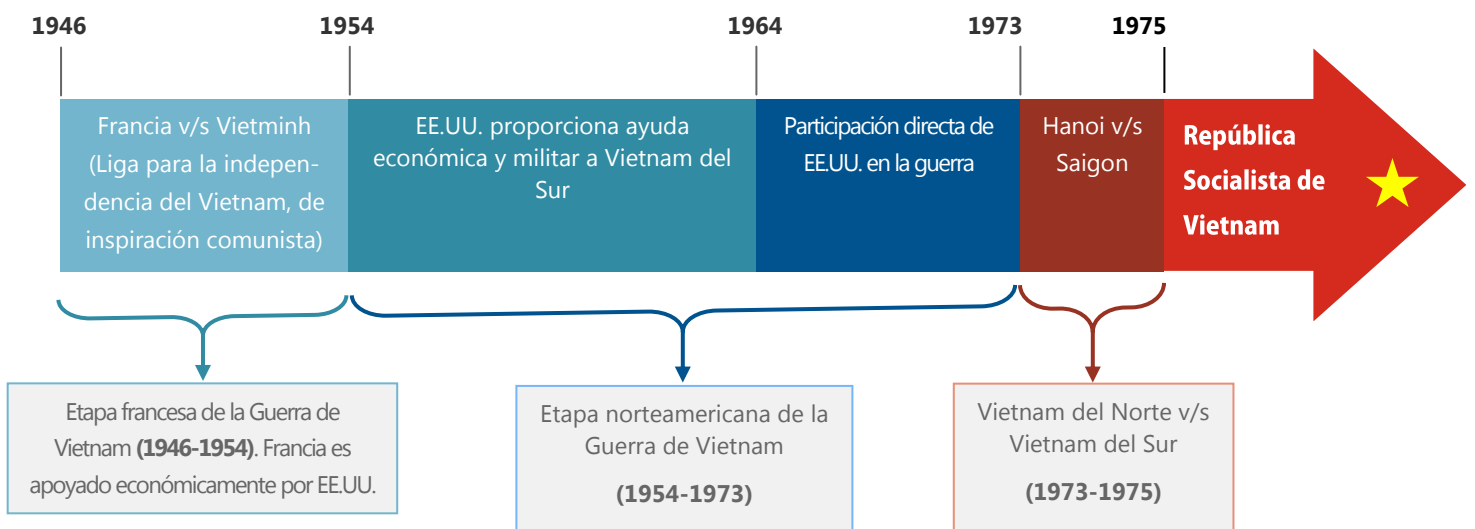 1946
1954
1964
1973
1975
Francia v/s Vietminh
(Liga para la indepen-
dencia del Vietnam, de
inspiración comunista)
EE.UU. proporciona ayuda
económica y militar a Vietnam del
Sur
Participación directa de
EE.UU. en la guerra
Hanoi v/s
Saigon
República
Socialista de
Vietnam
Etapa francesa de la Guerra de
Vietnam (1946-1954). Francia es
apoyado económicamente por EE.UU.
Etapa norteamericana de la
Guerra de Vietnam
(1954-1973)
Vietnam del Norte v/s
Vietnam del Sur
(1973-1975)